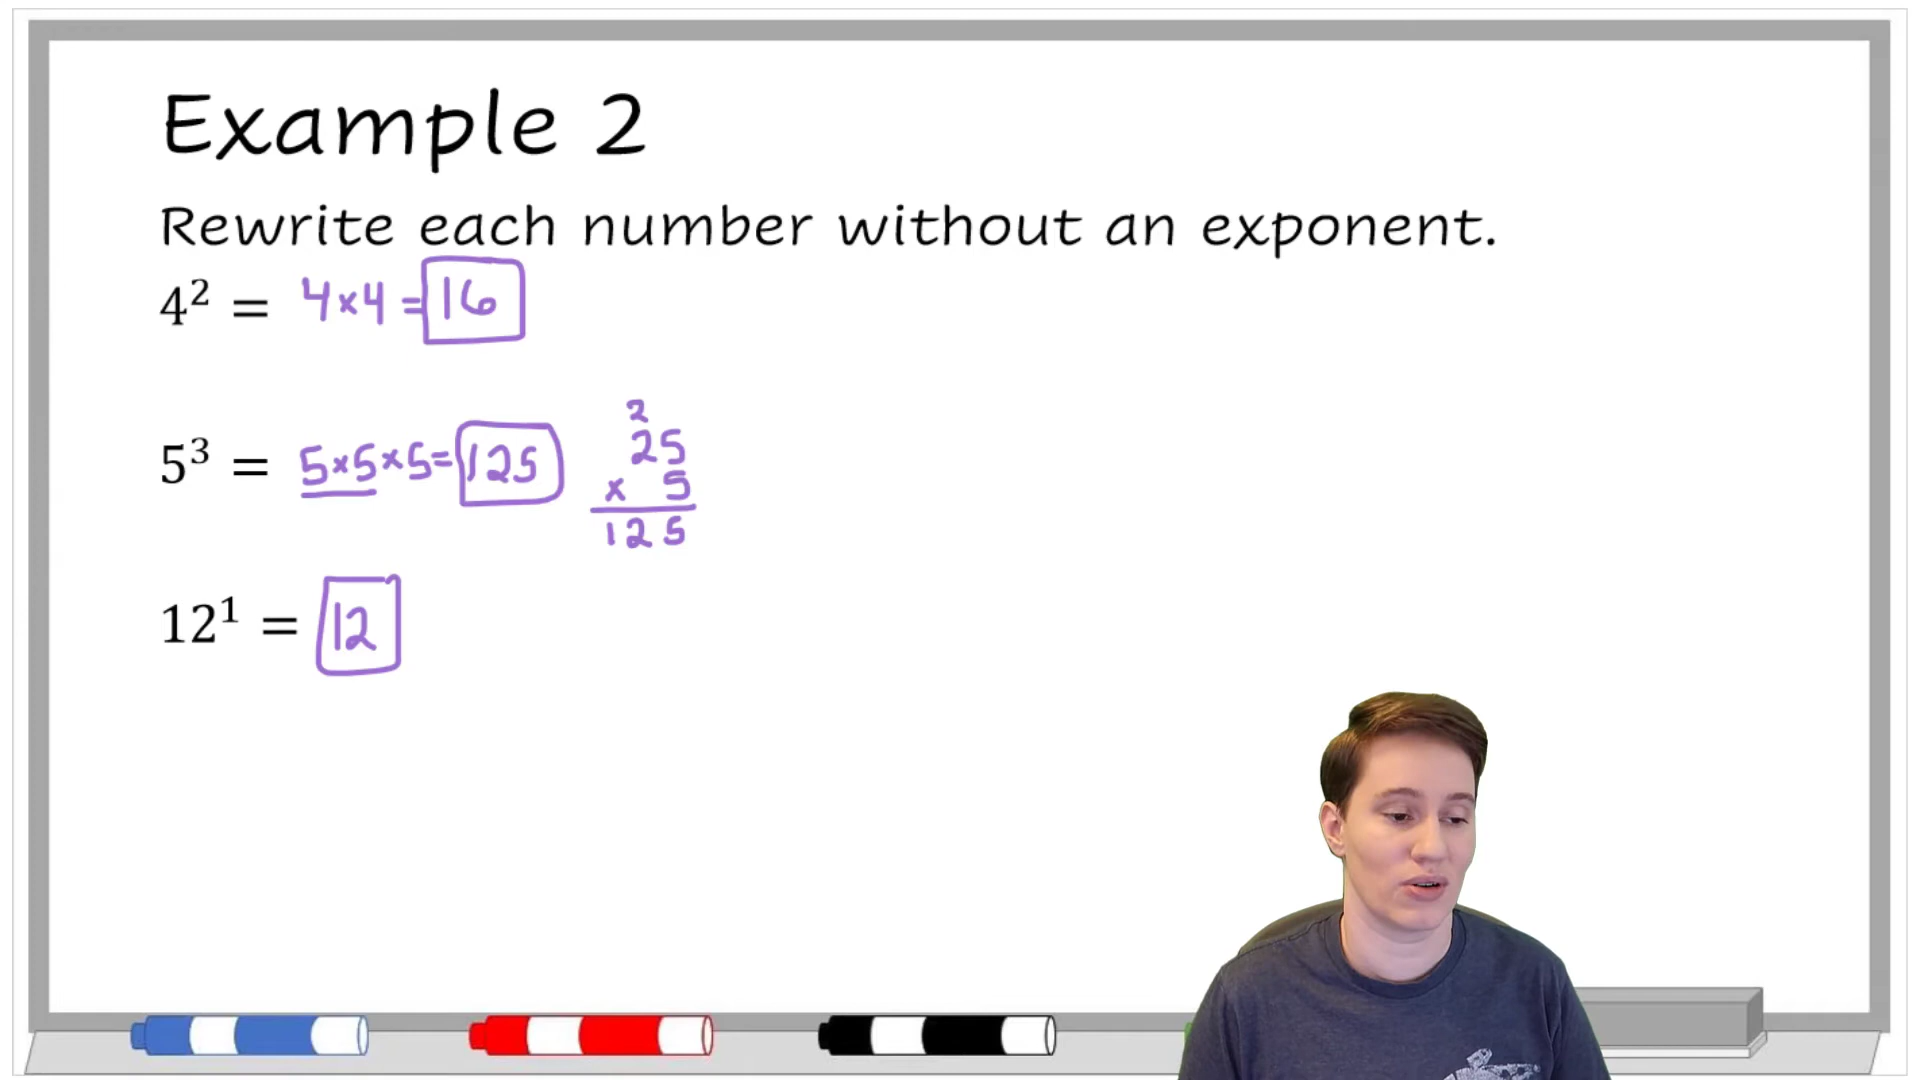 Example 2
Rewrite each number without an exponent.
4² = 4×4 = 16
5³ = 5×5×5= 125
2
25
× 5
125
12¹ = 12